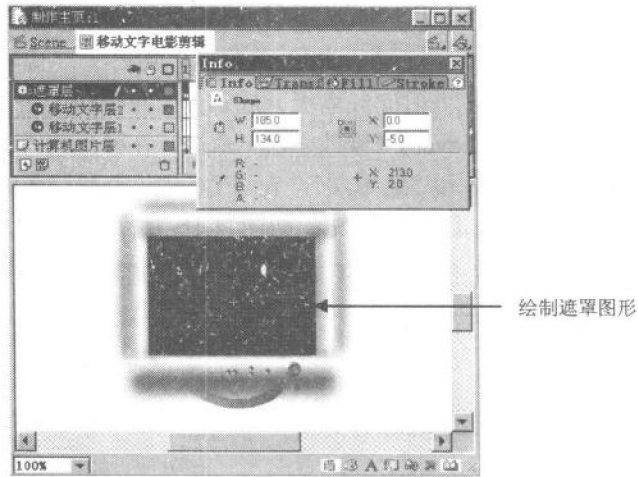 制作主页:1
Scene... 移动文字电影剪辑
1
遮罩层
移动文字层2
移动文字层1
计算机图片层
Info
Info Trans Fill Stroke
Shape
W: 185.0 X: 0.0
H: 134.0 Y: -5.0
R: -
G: -
B: -
A: -
+ X: 213.0
Y: 2.0
绘制遮罩图形
100%